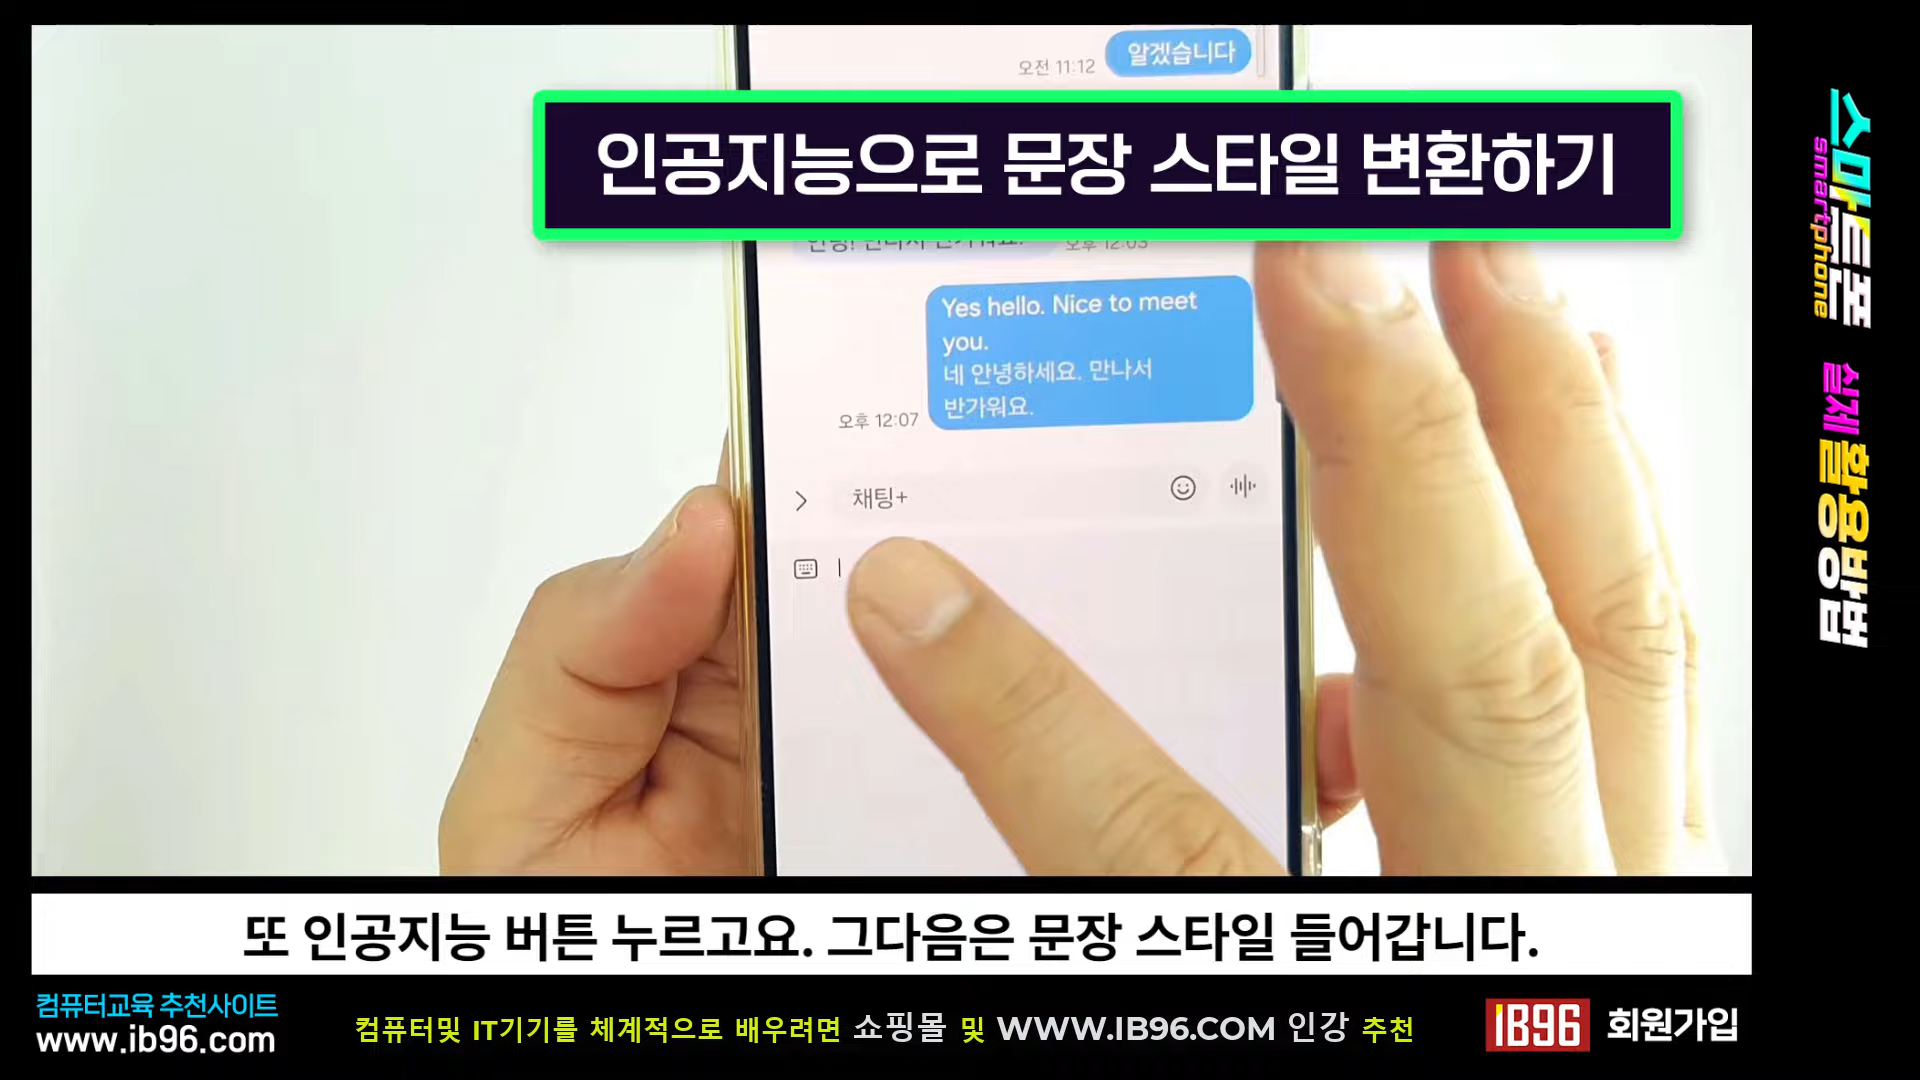 알겠습니다
오전 11:12
인공지능으로 문장 스타일 변환하기
오후 12:03
Yes hello. Nice to meet
you.
네 안녕하세요. 만나서
반가워요.
오후 12:07
채팅+
또 인공지능 버튼 누르고요. 그다음은 문장 스타일 들어갑니다.
컴퓨터교육 추천사이트
www.ib96.com
컴퓨터및 IT기기를 체계적으로 배우려면 쇼핑몰 및 WWW.IB96.COM 인강 추천
IB96 회원가입
스마트폰 실제활용방법
smartphone